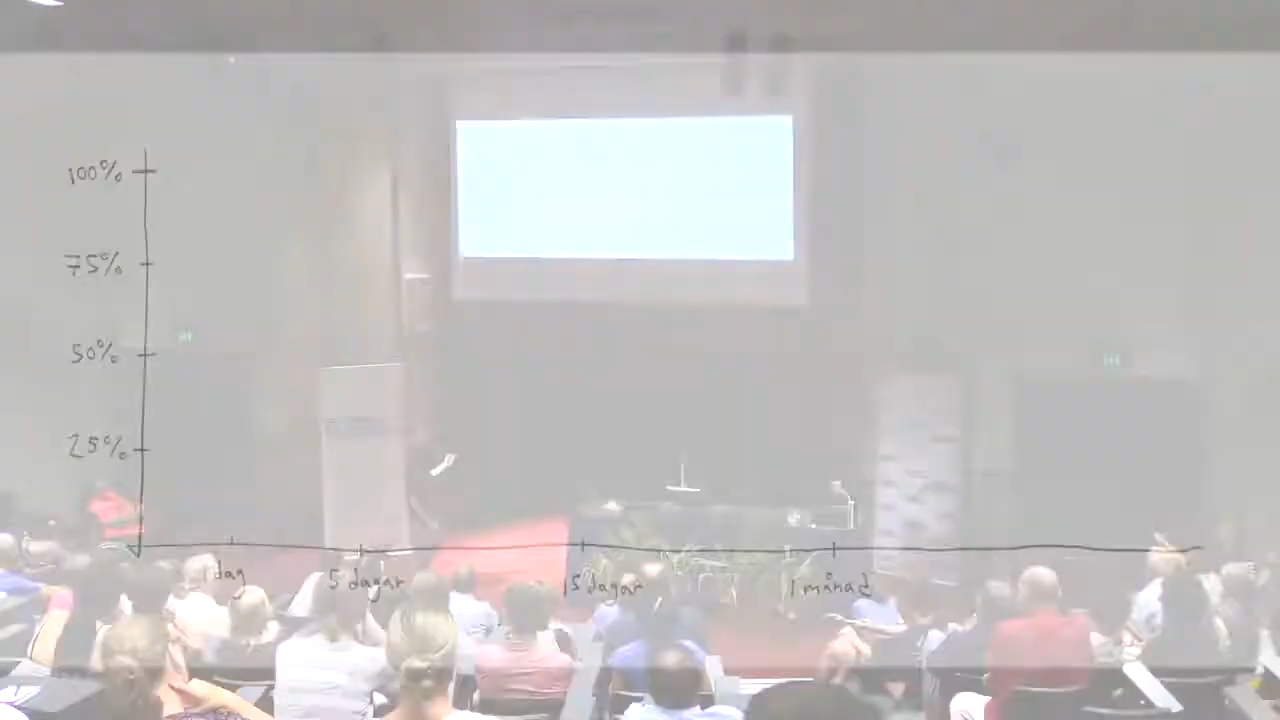 100%
75%
50%
25%
1 dag
5 dagar
15 dagar
1 månad